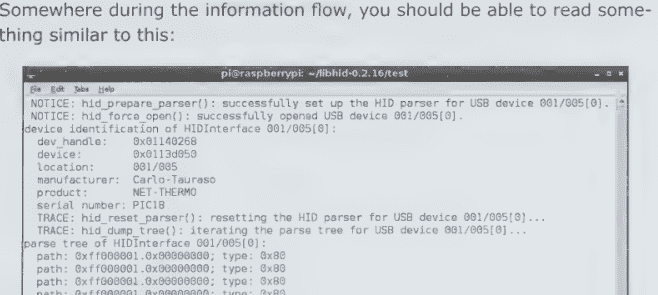 Somewhere during the information flow, you should be able to read some-
thing similar to this:
pi@raspberrypi: ~/libhid-0.2.16/test
File Edit Tabs Help
NOTICE: hid_prepare_parser(): successfully set up the HID parser for USB device 001/005[0].
NOTICE: hid_force_open(): successfully opened USB device 001/005[0].
device identification of HIDInterface 001/005[0]:
dev_handle: 0x01140268
device: 0x0113d050
location: 001/005
manufacturer: Carlo-Tauraso
product: NET-THERMO
serial number: PIC18
TRACE: hid_reset_parser(): resetting the HID parser for USB device 001/005[0]...
TRACE: hid_dump_tree(): iterating the parse tree for USB device 001/005[0]...
parse tree of HIDInterface 001/005[0]:
path: 0xff000001.0x00000000; type: 0x80
path: 0xff000001.0x00000000; type: 0x80
path: 0xff000001.0x00000000; type: 0x80
path: 0xff000001.0x00000000; type: 0x80